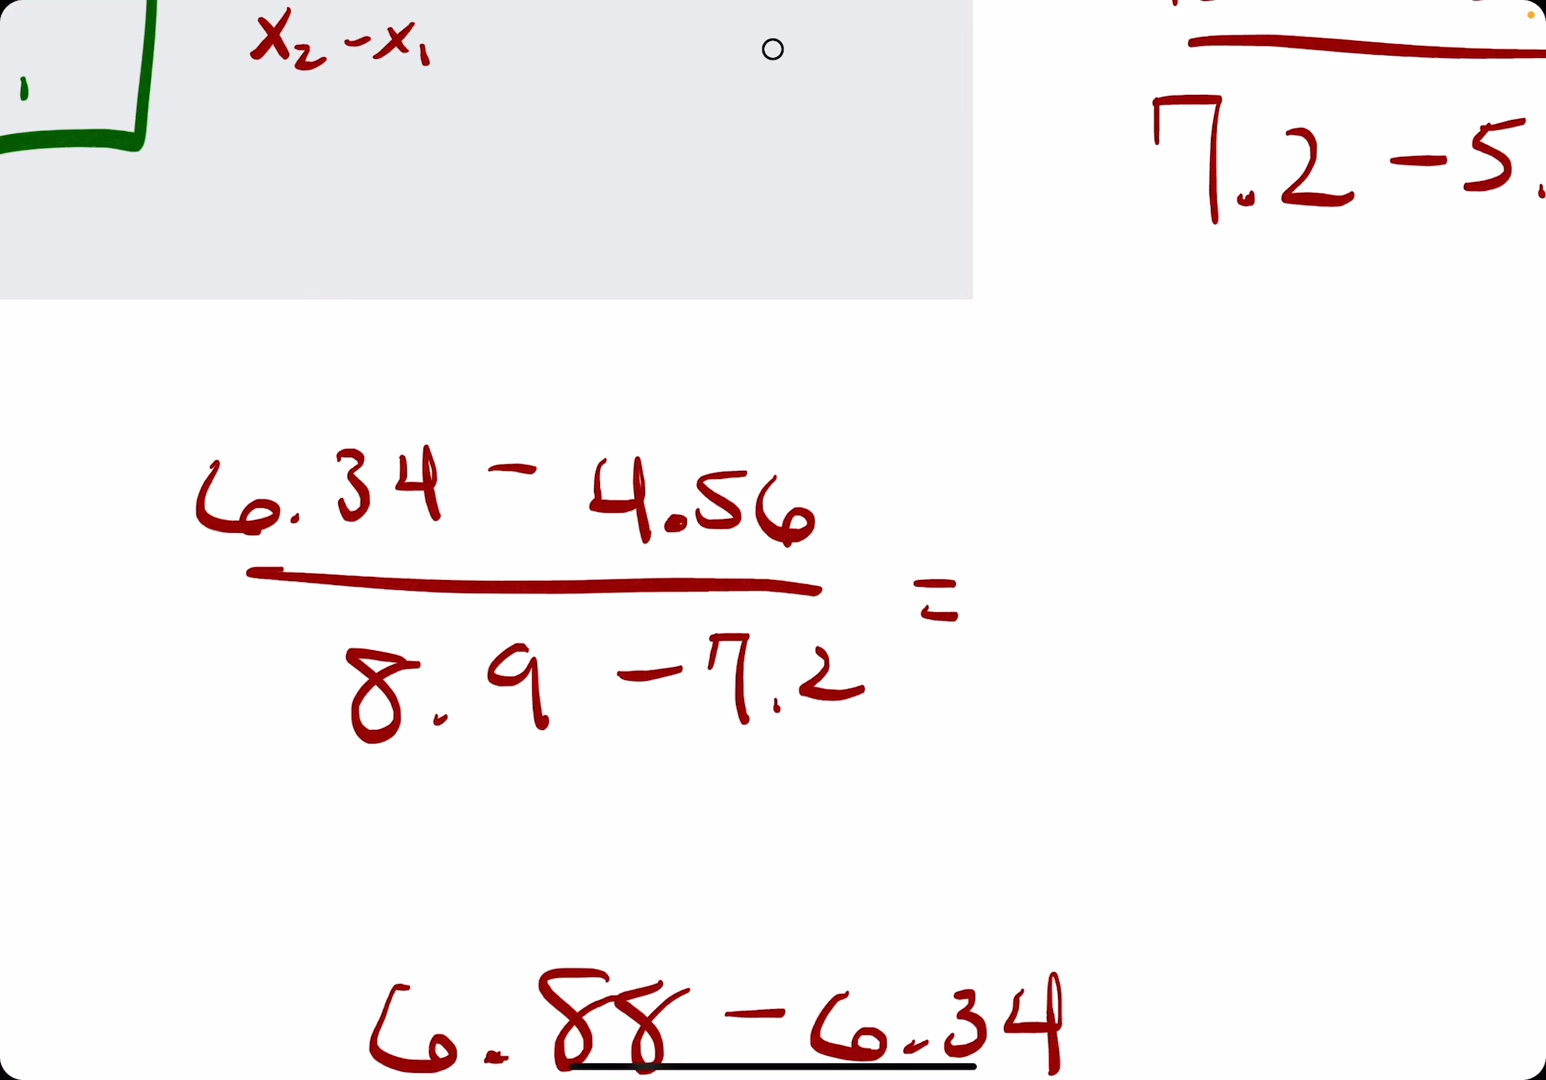 x₂ - x₁
7.2 - 5.
6.34 - 4.56
=
8.9 - 7.2
6.88 - 6.34